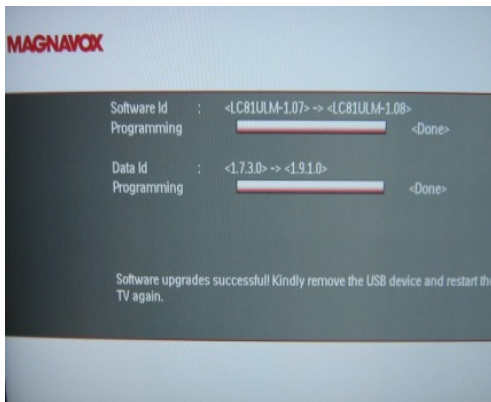 MAGNAVOX
Software Id : <LC81ULM-1.07> -> <LC81ULM-1.08>
Programming <Done>
Data Id : <1.7.3.0> -> <1.9.1.0>
Programming <Done>
Software upgrades successful! Kindly remove the USB device and restart the
TV again.